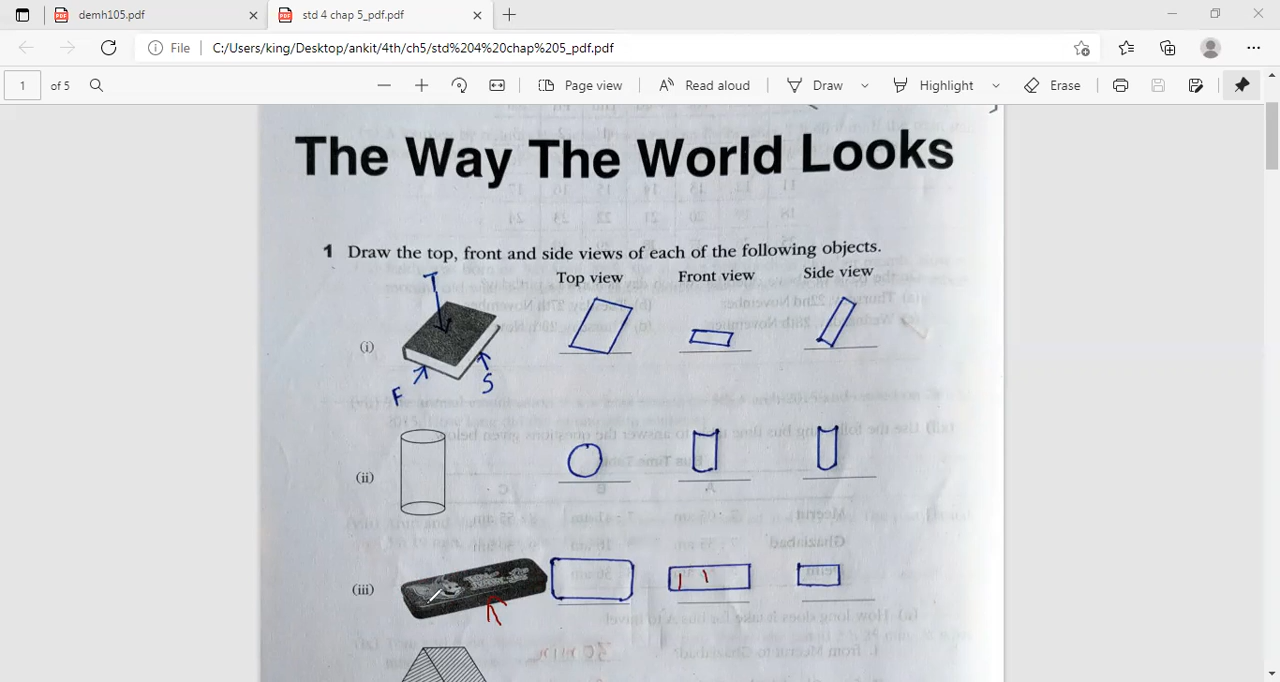 demh105.pdf
std 4 chap 5_pdf.pdf
File C:/Users/king/Desktop/ankit/4th/ch5/std%204%20chap%205_pdf.pdf
1 of 5 Page view Read aloud Draw Highlight Erase
The Way The World Looks
1 Draw the top, front and side views of each of the following objects.
Top view Front view Side view
T
(i)
F S
(ii)
(iii)